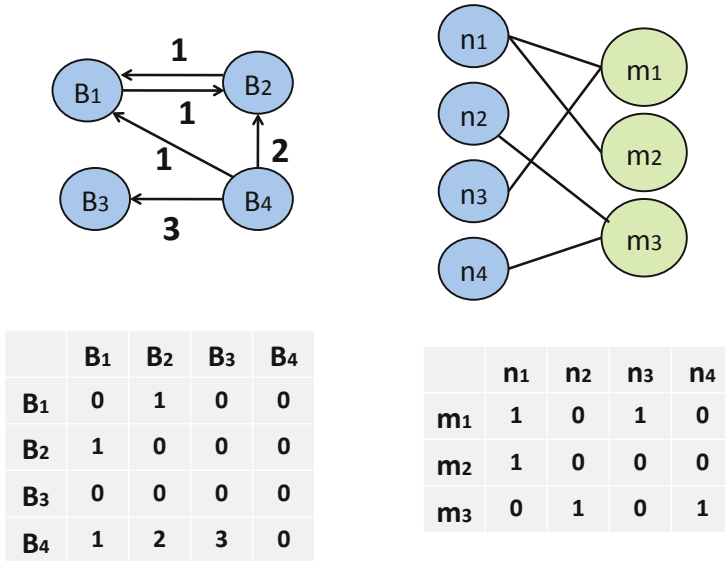 1
B1 B2
1
1 2
B3 B4
3
n1
n2
n3
n4
m1
m2
m3
B1 B2 B3 B4
B1 0 1 0 0
B2 1 0 0 0
B3 0 0 0 0
B4 1 2 3 0
n1 n2 n3 n4
m1 1 0 1 0
m2 1 0 0 0
m3 0 1 0 1